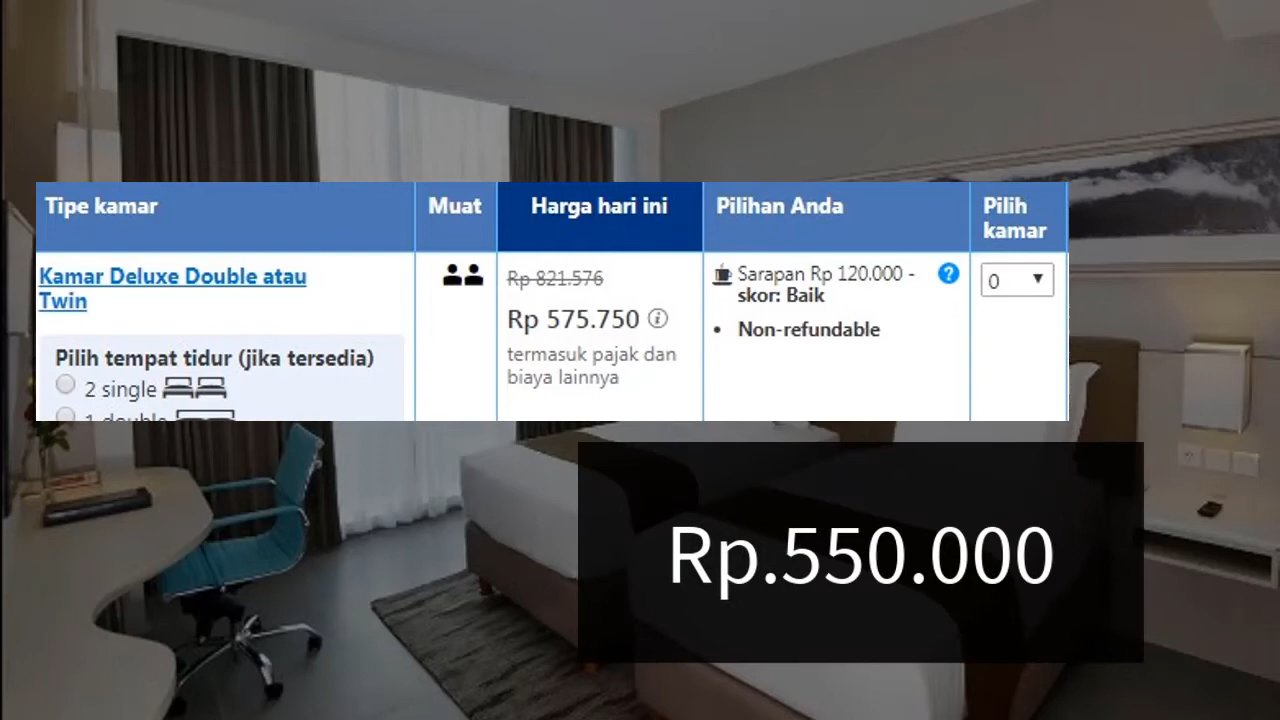 Tipe kamar
Muat
Harga hari ini
Pilihan Anda
Pilih
kamar
Kamar Deluxe Double atau
Twin
Pilih tempat tidur (jika tersedia)
2 single
1 double
Rp 821.576
Rp 575.750
termasuk pajak dan
biaya lainnya
Sarapan Rp 120.000 -
skor: Baik
• Non-refundable
0
Rp.550.000